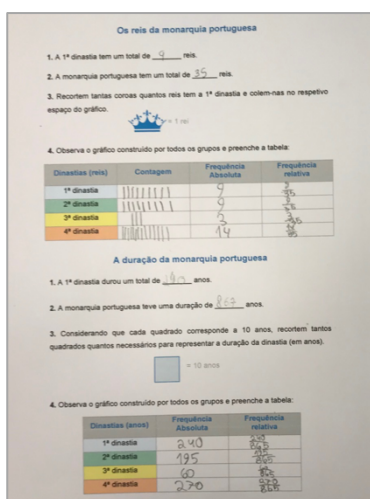 Os reis da monarquia portuguesa
1. A 1ª dinastia tem um total de 9 reis.
2. A monarquia portuguesa tem um total de 35 reis.
3. Recortem tantas coroas quantos reis tem a 1ª dinastia e colem-nas no respetivo
espaço do gráfico.
= 1 rei
4. Observa o gráfico construído por todos os grupos e preenche a tabela:
Dinastias (reis) Contagem Frequência Absoluta Frequência relativa
1ª dinastia 9
2ª dinastia 9
3ª dinastia 3
4ª dinastia 14
A duração da monarquia portuguesa
1. A 1ª dinastia durou um total de anos.
2. A monarquia portuguesa teve uma duração de anos.
3. Considerando que cada quadrado corresponde a 10 anos, recortem tantos
quadrados quantos necessários para representar a duração da dinastia (em anos).
= 10 anos
4. Observa o gráfico construído por todos os grupos e preenche a tabela:
Dinastias (anos) Frequência Absoluta Frequência relativa
1ª dinastia 240
2ª dinastia 195
3ª dinastia 60
4ª dinastia 270